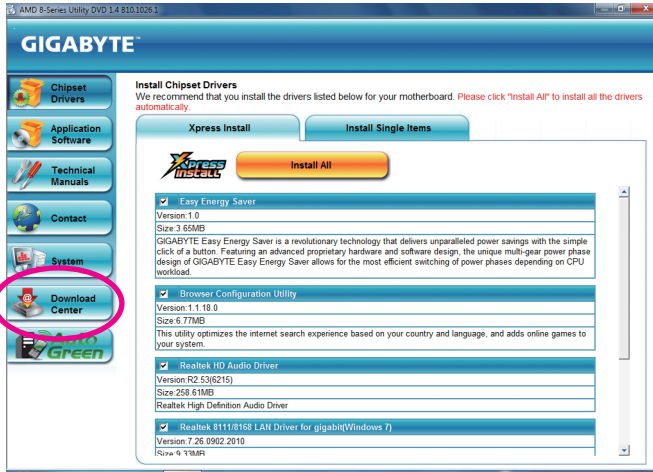 AMD 8-Series Utility DVD 1.4 B10.1026.1
GIGABYTE™
Chipset
Drivers
Application
Software
Technical
Manuals
Contact
System
Download
Center
Auto
Green
Install Chipset Drivers
We recommend that you install the drivers listed below for your motherboard. Please click "Install All" to install all the drivers
automatically.
Xpress Install
Install Single Items
Xpress
Install
Install All
Easy Energy Saver
Version:1.0
Size:3.65MB
GIGABYTE Easy Energy Saver is a revolutionary technology that delivers unparalleled power savings with the simple
click of a button. Featuring an advanced proprietary hardware and software design, the unique multi-gear power phase
design of GIGABYTE Easy Energy Saver allows for the most efficient switching of power phases depending on CPU
workload.
Browser Configuration Utility
Version:1.1.18.0
Size:6.77MB
This utility optimizes the internet search experience based on your country and language, and adds online games to
your system.
Realtek HD Audio Driver
Version:R2.53(6215)
Size:258.61MB
Realtek High Definition Audio Driver
Realtek 8111/8168 LAN Driver for gigabit(Windows 7)
Version:7.26.0902.2010
Size:9.33MB